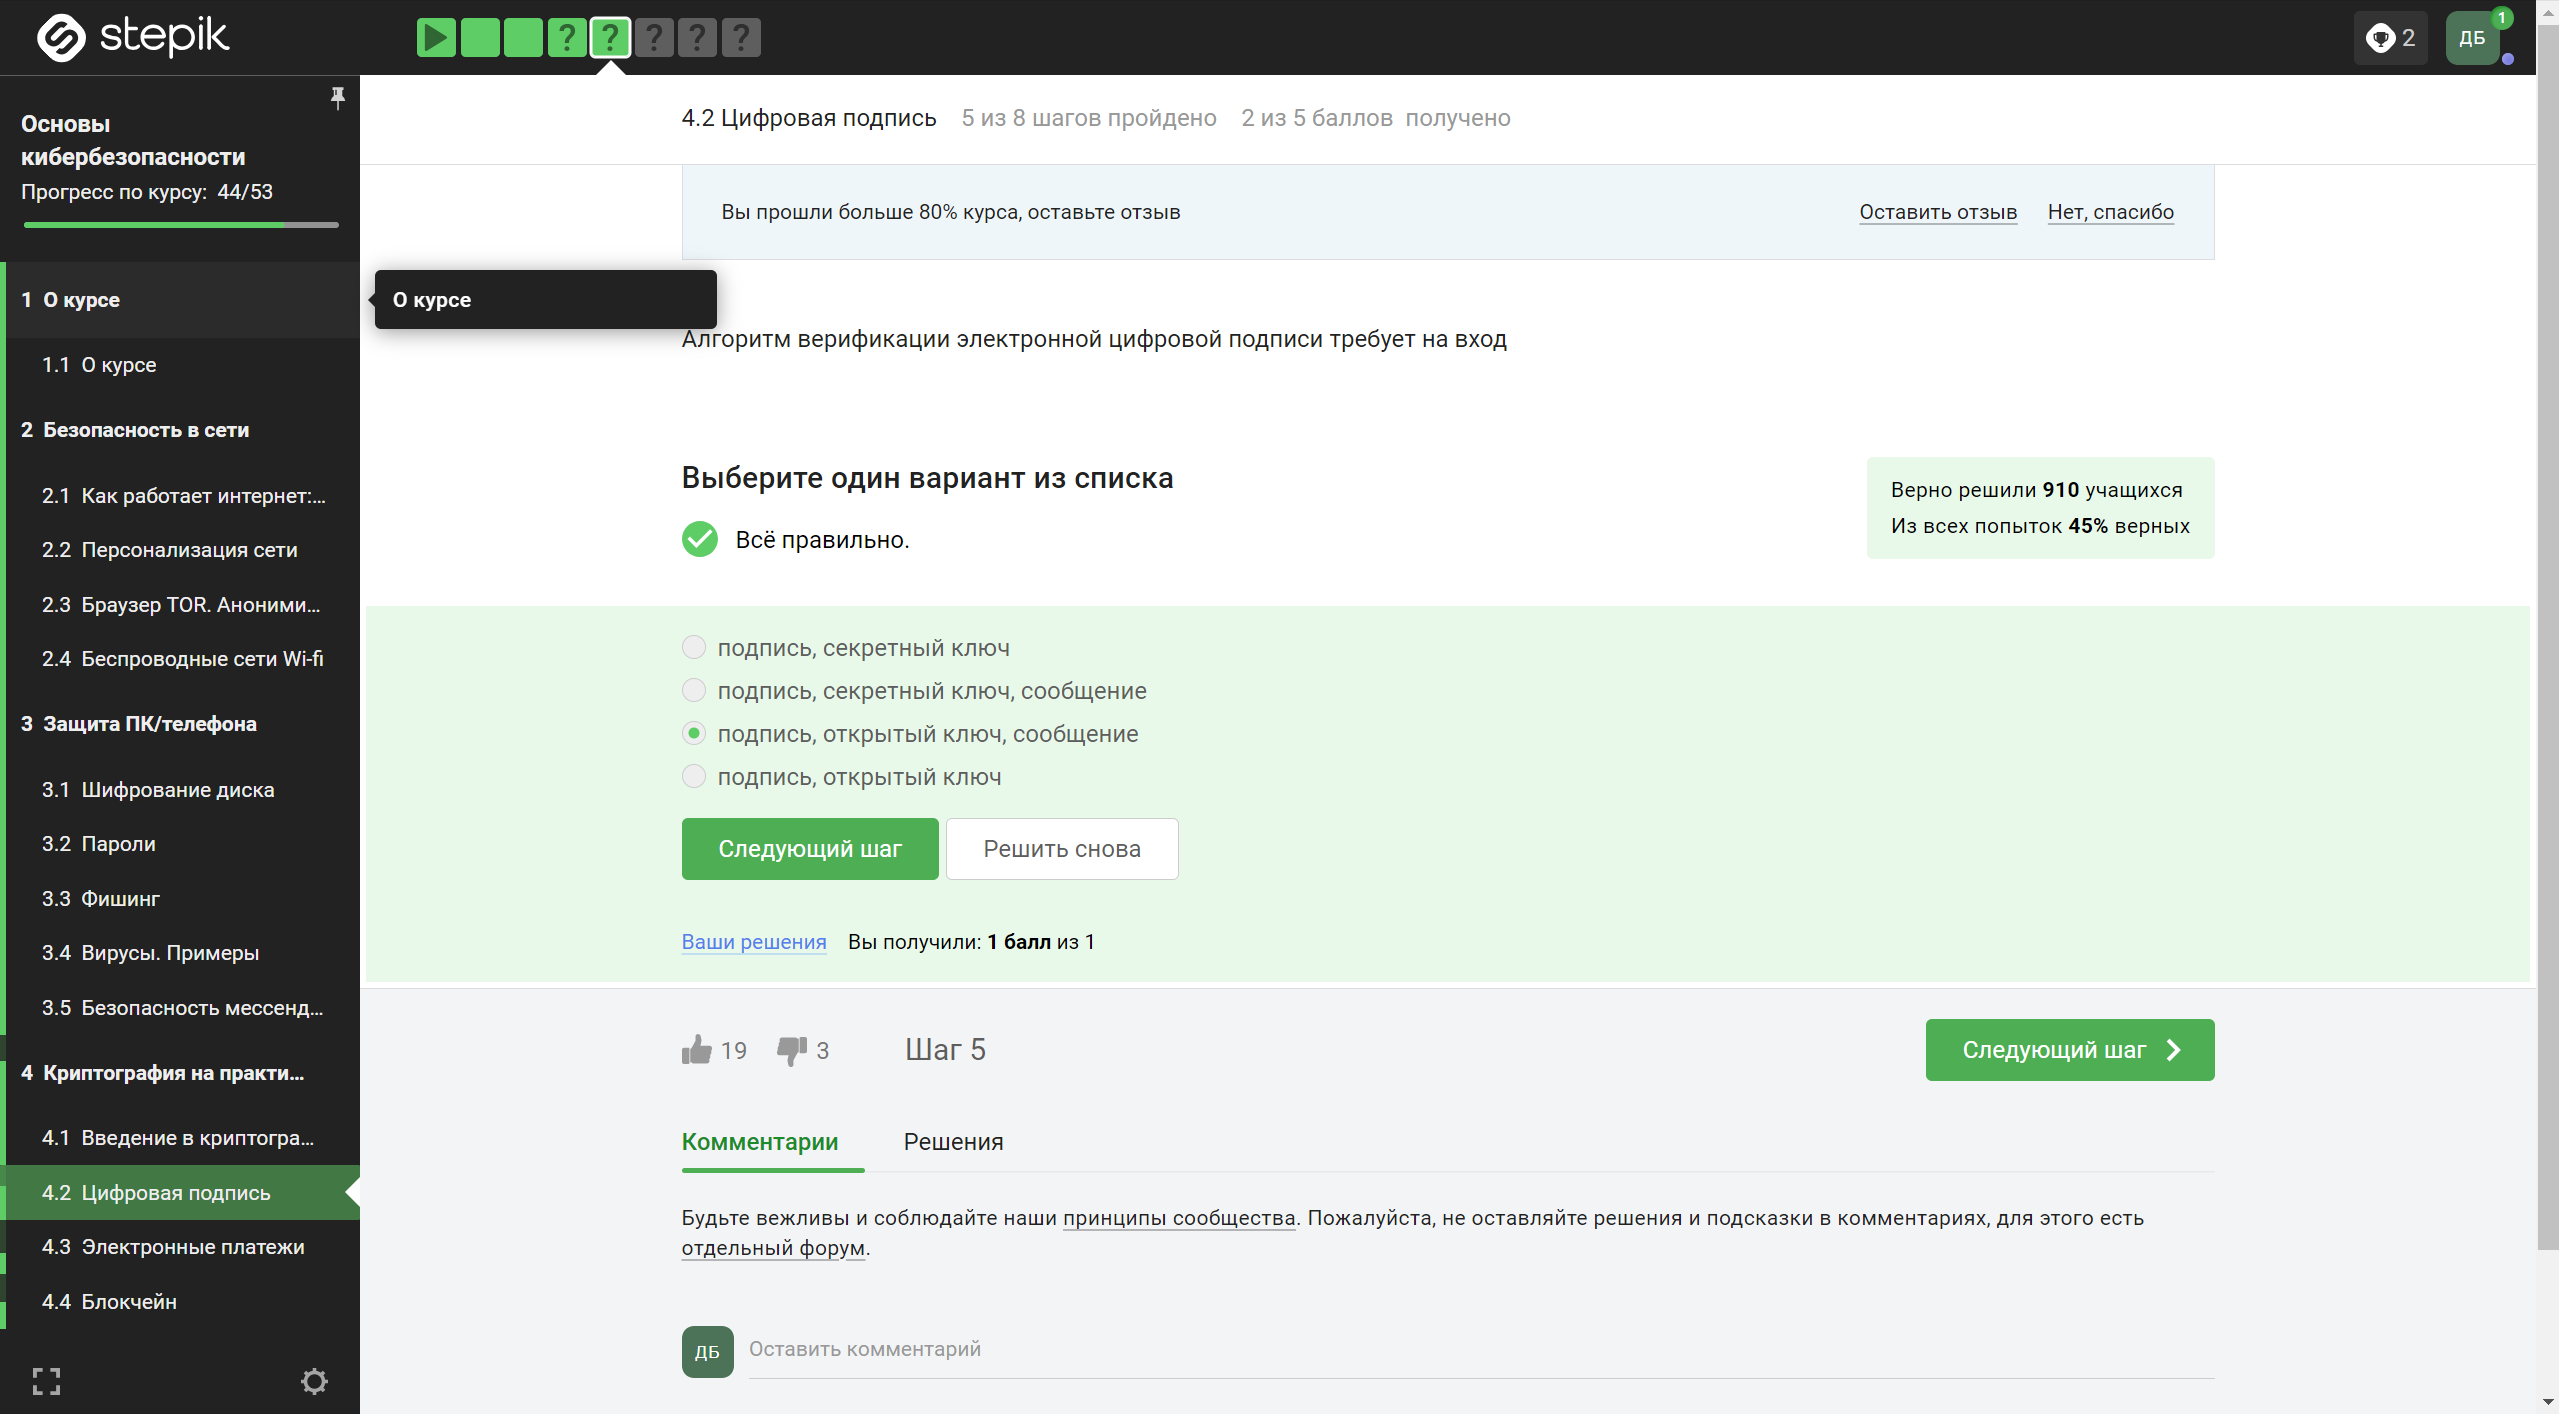 stepik
?
?
?
?
?
2
ДБ
1
Основы
кибербезопасности
Прогресс по курсу: 44/53
1 О курсе
1.1 О курсе
2 Безопасность в сети
2.1 Как работает интернет:...
2.2 Персонализация сети
2.3 Браузер TOR. Аноними...
2.4 Беспроводные сети Wi-fi
3 Защита ПК/телефона
3.1 Шифрование диска
3.2 Пароли
3.3 Фишинг
3.4 Вирусы. Примеры
3.5 Безопасность мессенд...
4 Криптография на практи...
4.1 Введение в криптогра...
4.2 Цифровая подпись
4.3 Электронные платежи
4.4 Блокчейн
О курсе
4.2 Цифровая подпись 5 из 8 шагов пройдено 2 из 5 баллов получено
Вы прошли больше 80% курса, оставьте отзыв Оставить отзыв Нет, спасибо
Алгоритм верификации электронной цифровой подписи требует на вход
Выберите один вариант из списка
Всё правильно.
Верно решили 910 учащихся
Из всех попыток 45% верных
подпись, секретный ключ
подпись, секретный ключ, сообщение
подпись, открытый ключ, сообщение
подпись, открытый ключ
Следующий шаг Решить снова
Ваши решения Вы получили: 1 балл из 1
19 3 Шаг 5 Следующий шаг
Комментарии Решения
Будьте вежливы и соблюдайте наши принципы сообщества. Пожалуйста, не оставляйте решения и подсказки в комментариях, для этого есть
отдельный форум.
ДБ Оставить комментарий